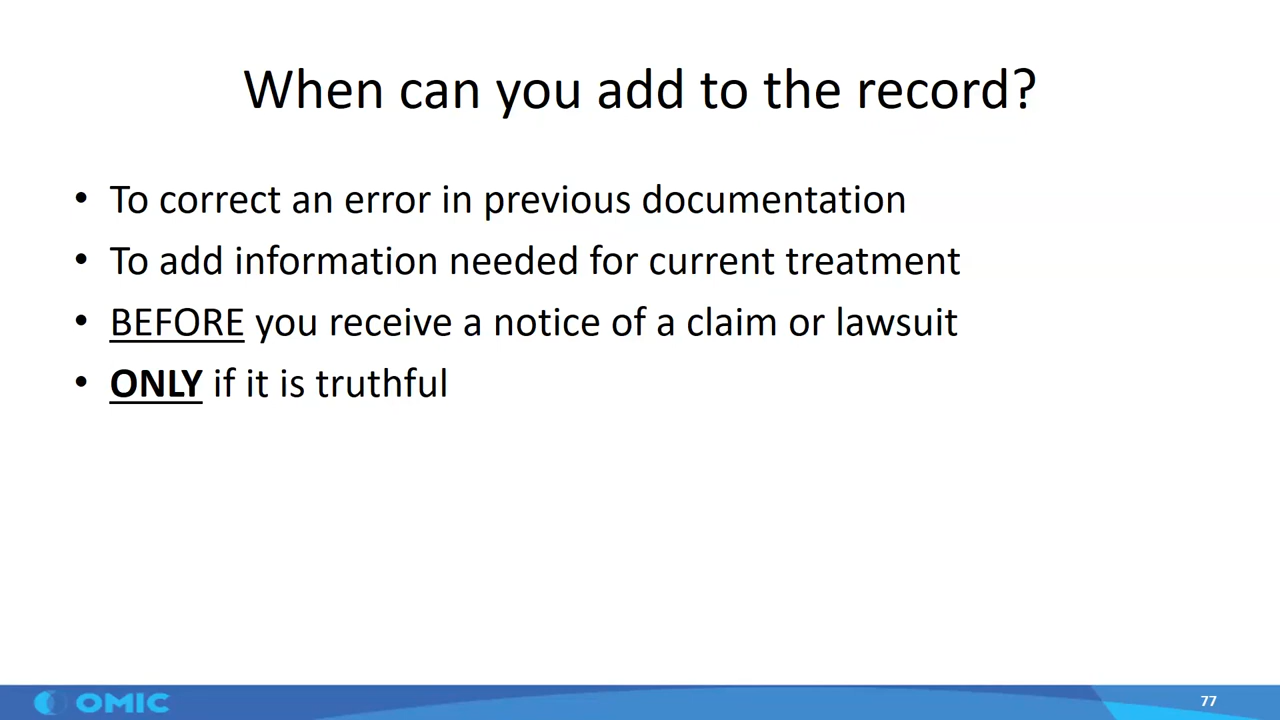 When can you add to the record?
• To correct an error in previous documentation
• To add information needed for current treatment
• BEFORE you receive a notice of a claim or lawsuit
• ONLY if it is truthful
OMIC
77